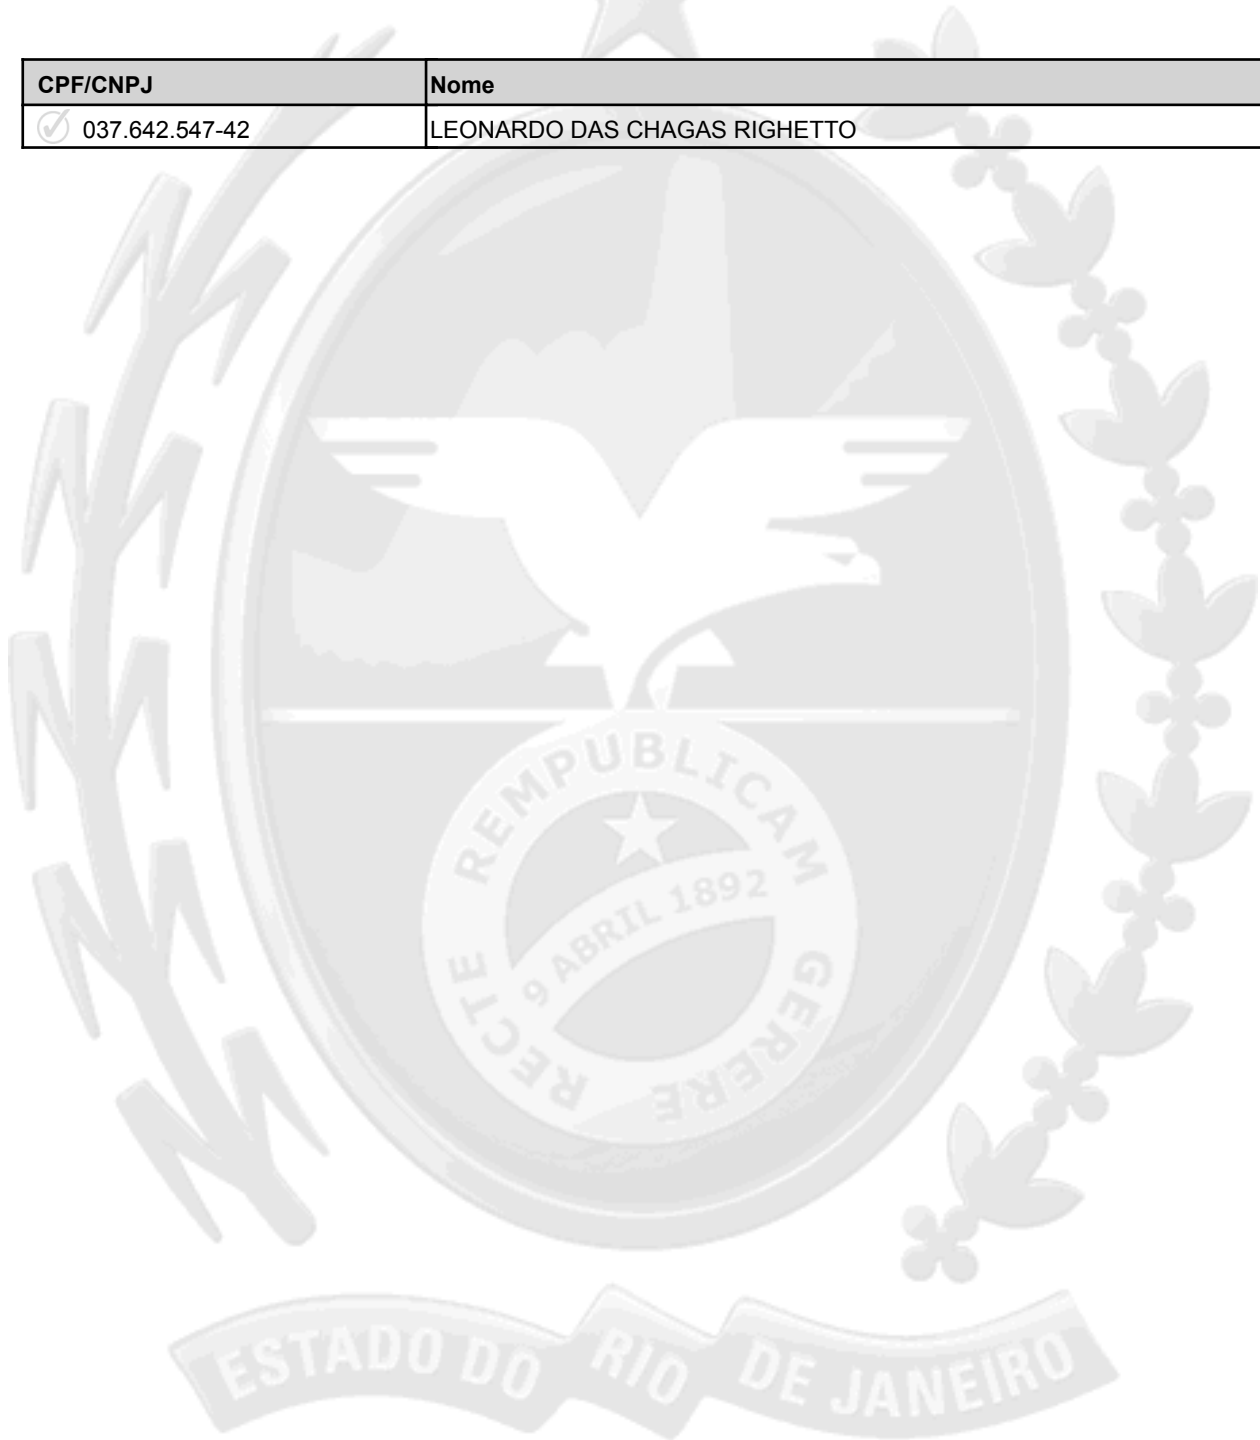 CPF/CNPJ Nome
037.642.547-42 LEONARDO DAS CHAGAS RIGHETTO
REMPUBLICAM
9 ABRIL 1892
RECTE GERERE
ESTADO DO RIO DE JANEIRO